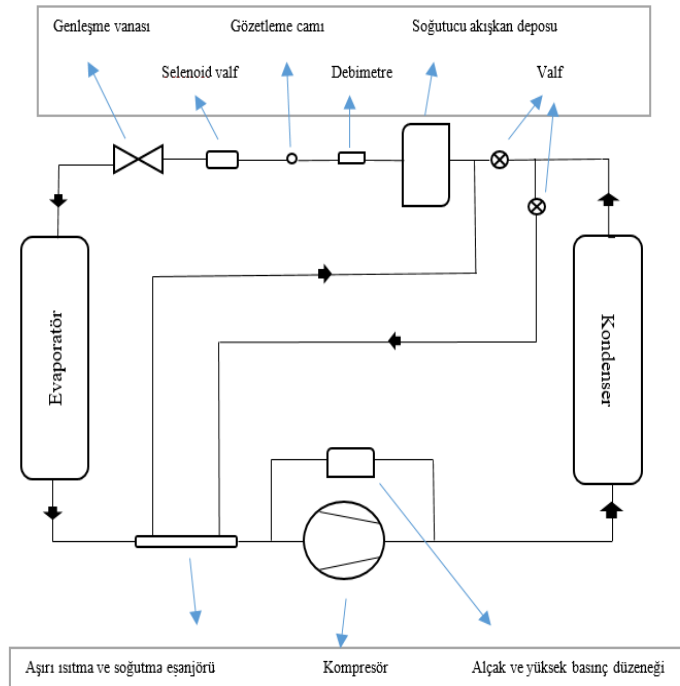 Genleşme vanası Gözetleme camı Soğutucu akışkan deposu
Selenoid valf Debimetre Valf
Evaporatör
Kondenser
Aşırı ısıtma ve soğutma eşanjörü Kompresör Alçak ve yüksek basınç düzeneği